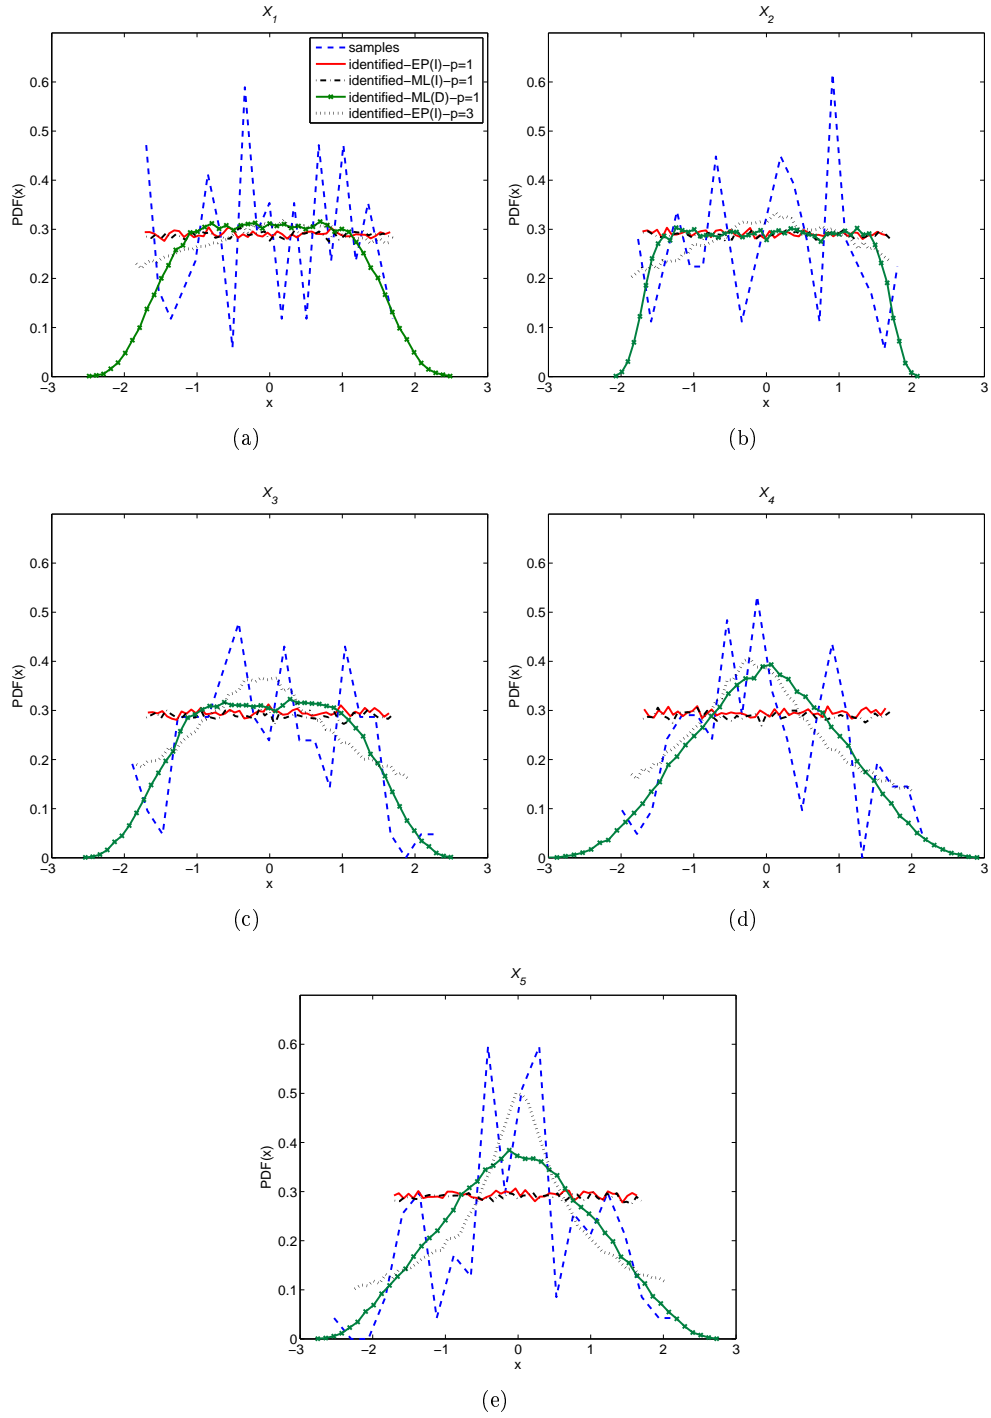 X1
X2
PDF(x)
0.6
0.5
0.4
0.3
0.2
0.1
0
−3
−2
−1
0
1
2
3
x
samples
identified−EP(I)−p=1
identified−ML(I)−p=1
identified−ML(D)−p=1
identified−EP(I)−p=3
PDF(x)
0.6
0.5
0.4
0.3
0.2
0.1
0
−3
−2
−1
0
1
2
3
x
(a)
(b)
X3
X4
PDF(x)
0.6
0.5
0.4
0.3
0.2
0.1
0
−3
−2
−1
0
1
2
3
x
PDF(x)
0.6
0.5
0.4
0.3
0.2
0.1
0
−3
−2
−1
0
1
2
3
x
(c)
(d)
X5
PDF(x)
0.6
0.5
0.4
0.3
0.2
0.1
0
−3
−2
−1
0
1
2
3
x
(e)